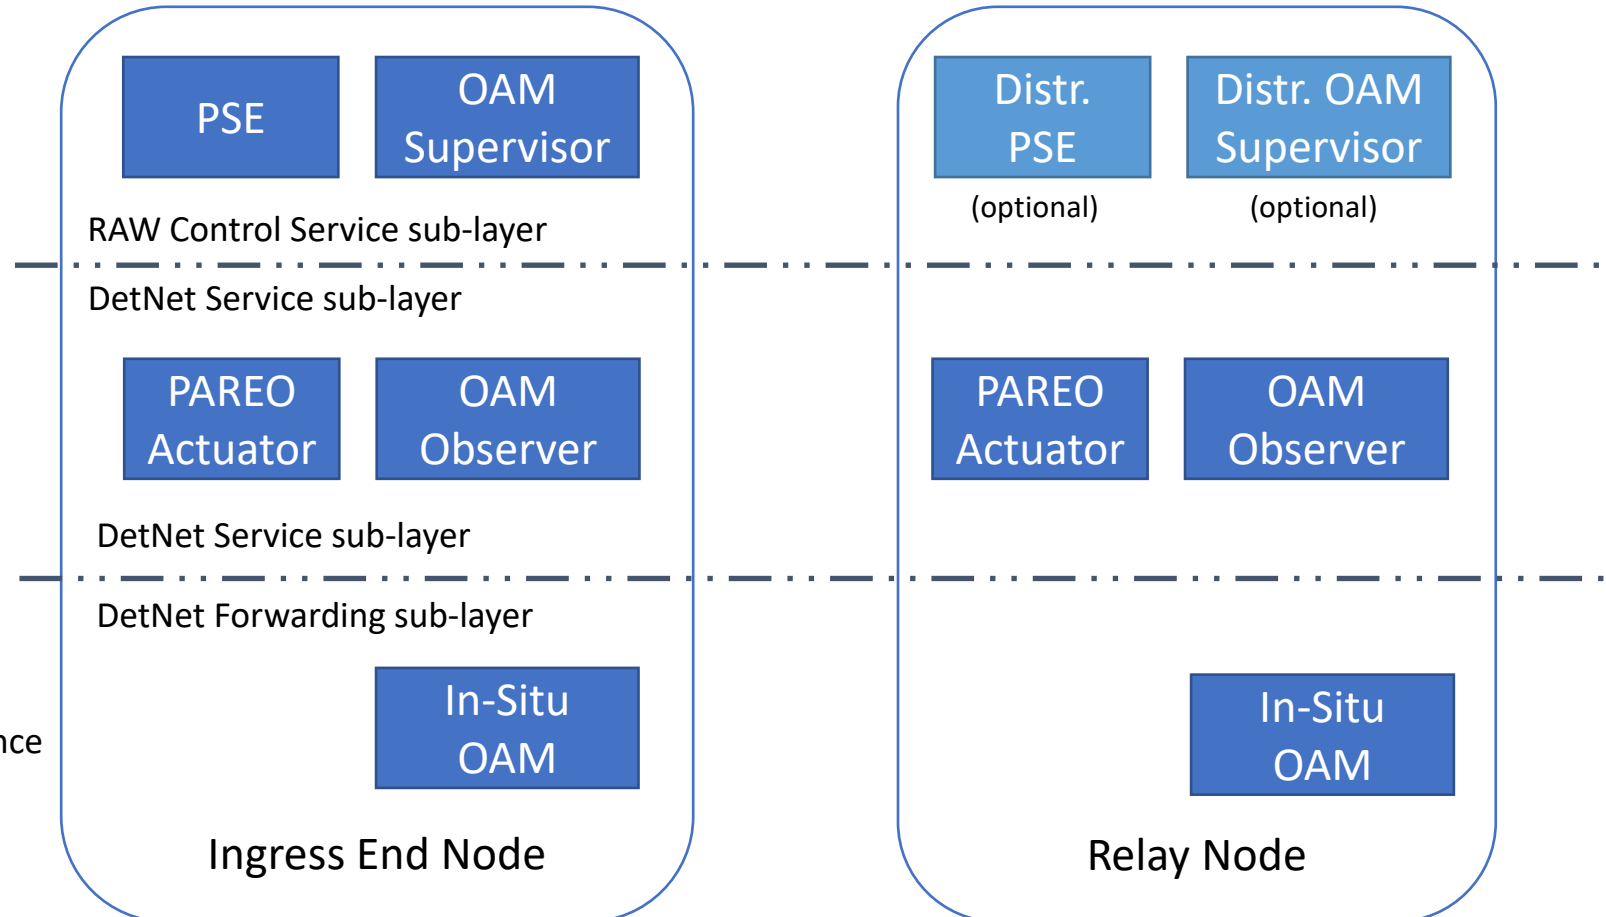 PSE
OAM
Supervisor
Distr.
PSE
Distr. OAM
Supervisor
(optional)
(optional)
RAW Control Service sub-layer
DetNet Service sub-layer
PAREO
Actuator
OAM
Observer
PAREO
Actuator
OAM
Observer
DetNet Service sub-layer
DetNet Forwarding sub-layer
In-Situ
OAM
In-Situ
OAM
Ingress End Node
Relay Node